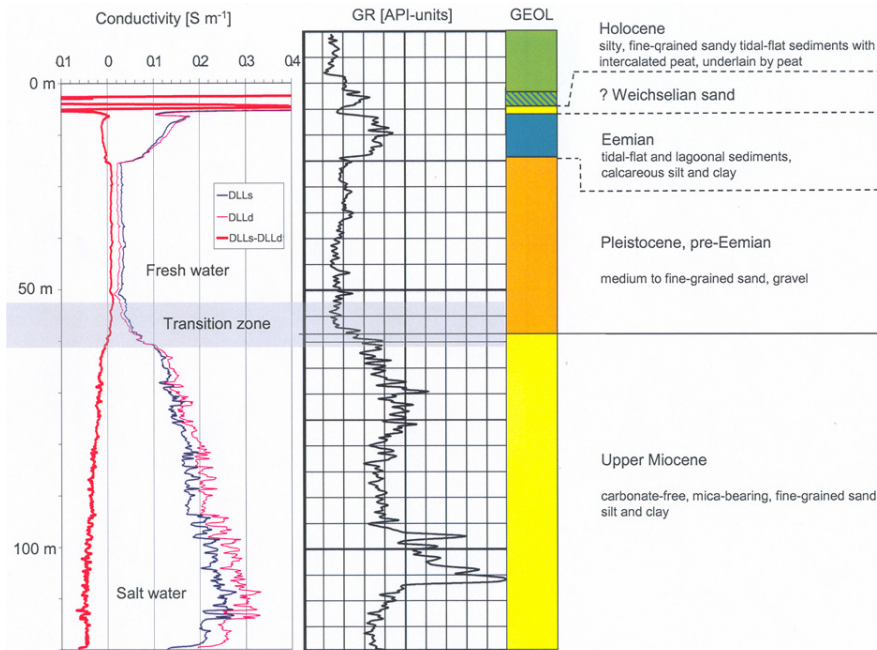 Conductivity [S m⁻¹]
GR [API-units]
GEOL
0.1 0 0.1 0.2 0.3 0.4
0 m
50 m
100 m
DLLs
DLLd
DLLs-DLLd
Fresh water
Transition zone
Salt water
Holocene
silty, fine-qrained sandy tidal-flat sediments with
intercalated peat, underlain by peat
? Weichselian sand
Eemian
tidal-flat and lagoonal sediments,
calcareous silt and clay
Pleistocene, pre-Eemian
medium to fine-grained sand, gravel
Upper Miocene
carbonate-free, mica-bearing, fine-grained sand
silt and clay